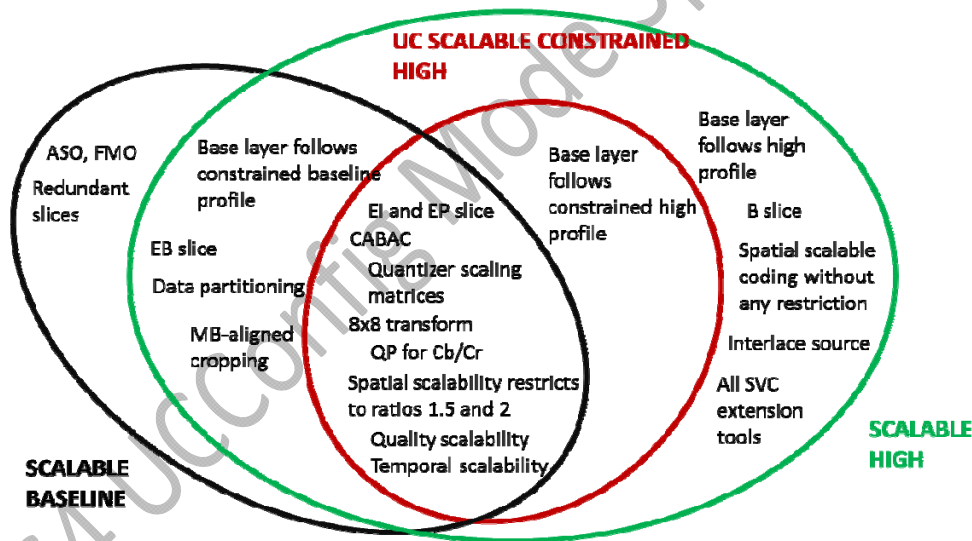 UC SCALABLE CONSTRAINED
HIGH
ASO, FMO
Redundant
slices
Base layer follows
constrained baseline
profile
EB slice
Data partitioning
MB-aligned
cropping
EI and EP slice
CABAC
Quantizer scaling
matrices
8x8 transform
QP for Cb/Cr
Spatial scalability restricts
to ratios 1.5 and 2
Quality scalability
Temporal scalability
Base layer
follows
constrained high
profile
Base layer
follows high
profile
B slice
Spatial scalable
coding without
any restriction
Interlace source
All SVC
extension
tools
SCALABLE
BASELINE
SCALABLE
HIGH
UCConfig Mode